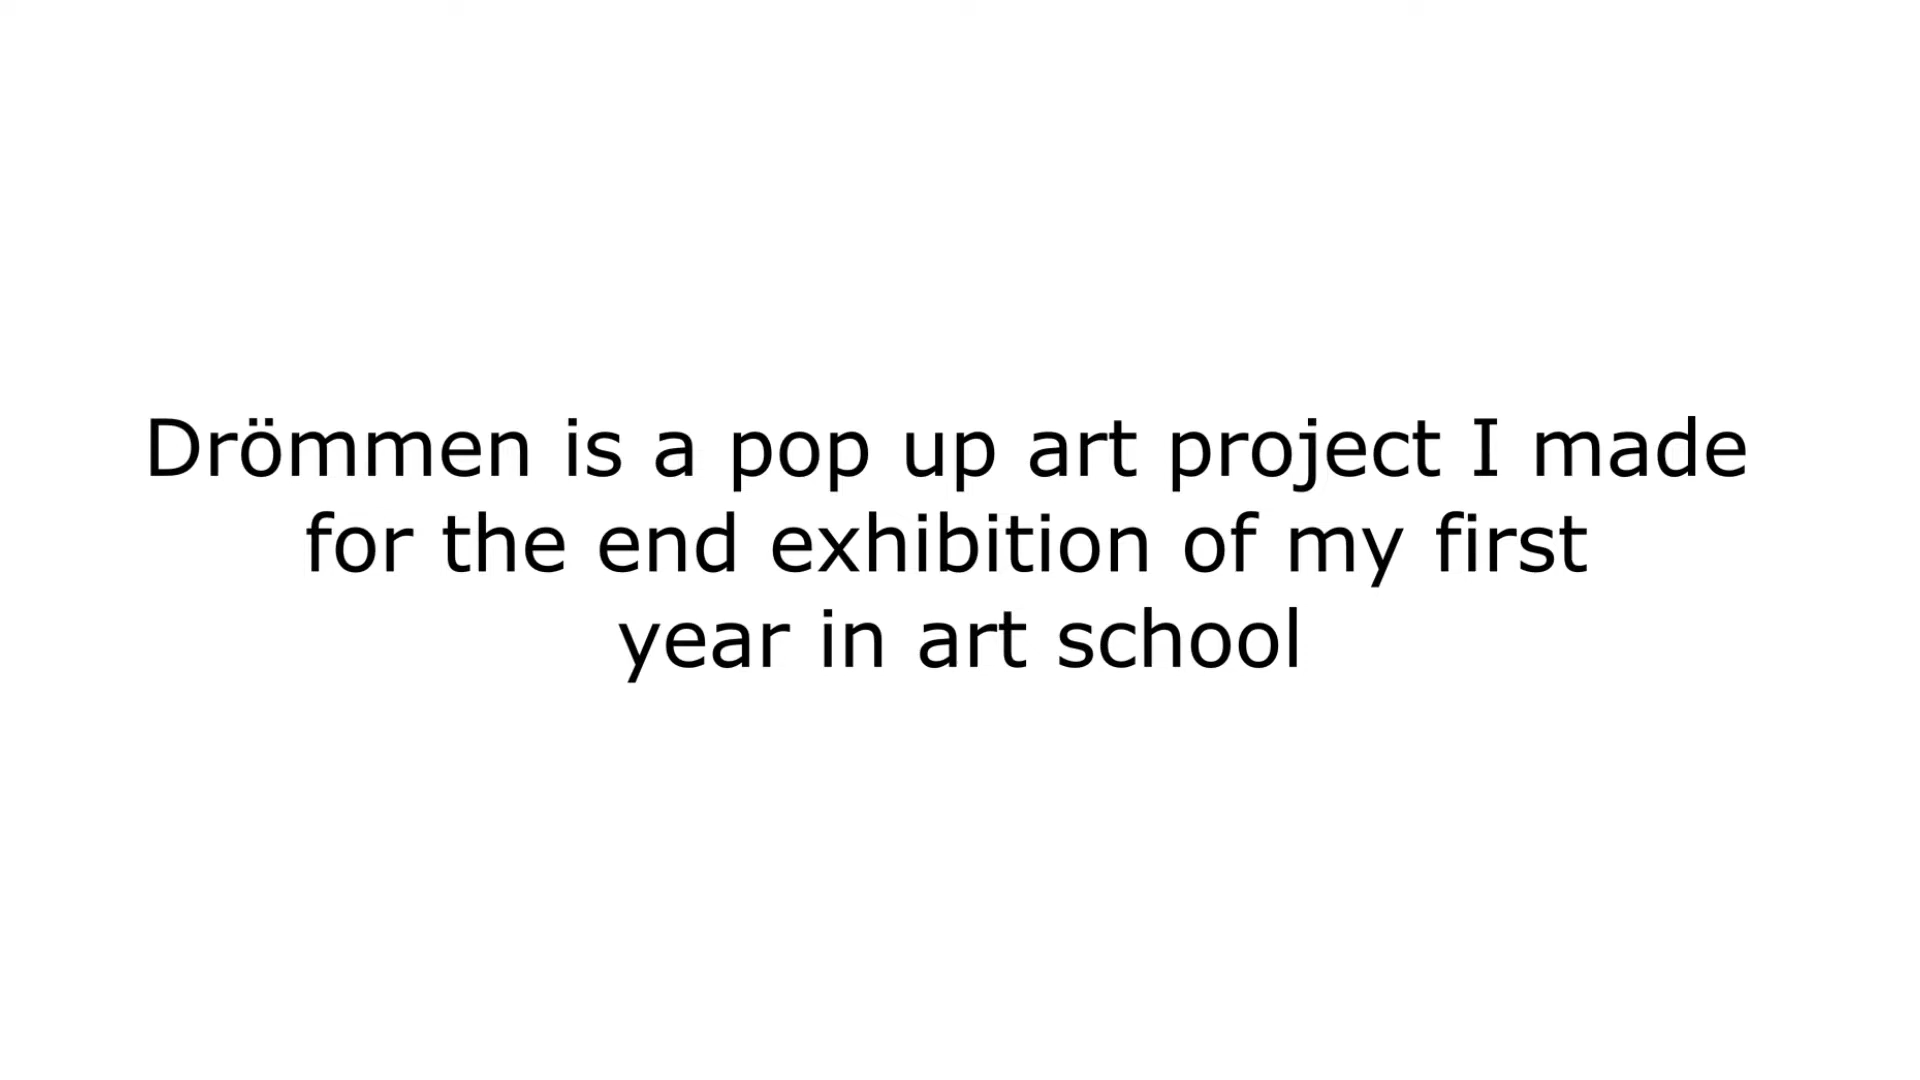 Drömmen is a pop up art project I made
for the end exhibition of my first
year in art school